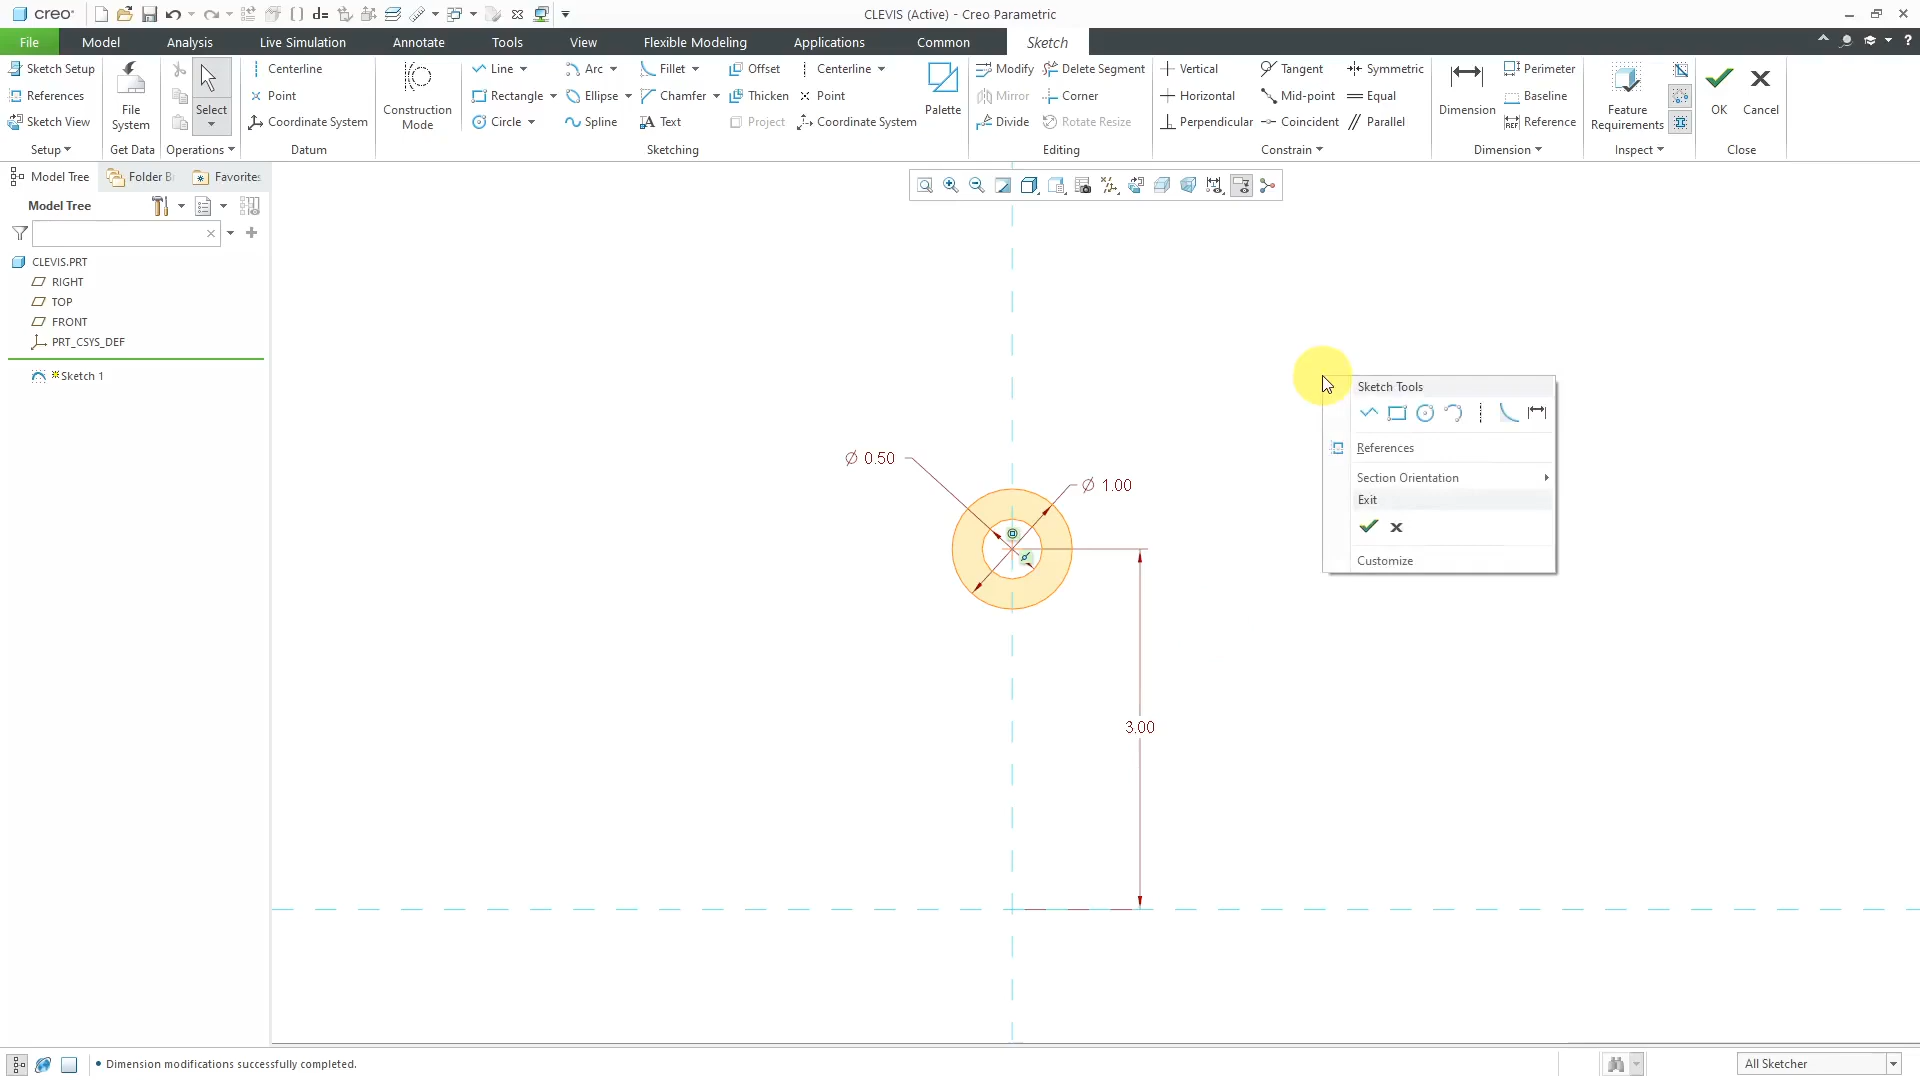 creo
CLEVIS (Active) - Creo Parametric
File
Model
Analysis
Live Simulation
Annotate
Tools
View
Flexible Modeling
Applications
Common
Sketch
Sketch Setup
References
Sketch View
Setup
File System
Get Data
Select
Operations
Centerline
Point
Coordinate System
Datum
Construction Mode
Line
Rectangle
Circle
Arc
Ellipse
Spline
Fillet
Chamfer
Text
Offset
Thicken
Project
Centerline
Point
Coordinate System
Palette
Sketching
Modify
Mirror
Divide
Delete Segment
Corner
Rotate Resize
Editing
Vertical
Horizontal
Perpendicular
Tangent
Mid-point
Coincident
Symmetric
Equal
Parallel
Constrain
Dimension
Perimeter
Baseline
REF Reference
Dimension
Feature Requirements
Inspect
OK
Cancel
Close
Model Tree
Folder Br
Favorites
Model Tree
CLEVIS.PRT
RIGHT
TOP
FRONT
PRT_CSYS_DEF
Sketch 1
Sketch Tools
References
Section Orientation
Exit
Customize
∅ 0.50
∅ 1.00
3.00
• Dimension modifications successfully completed.
All Sketcher